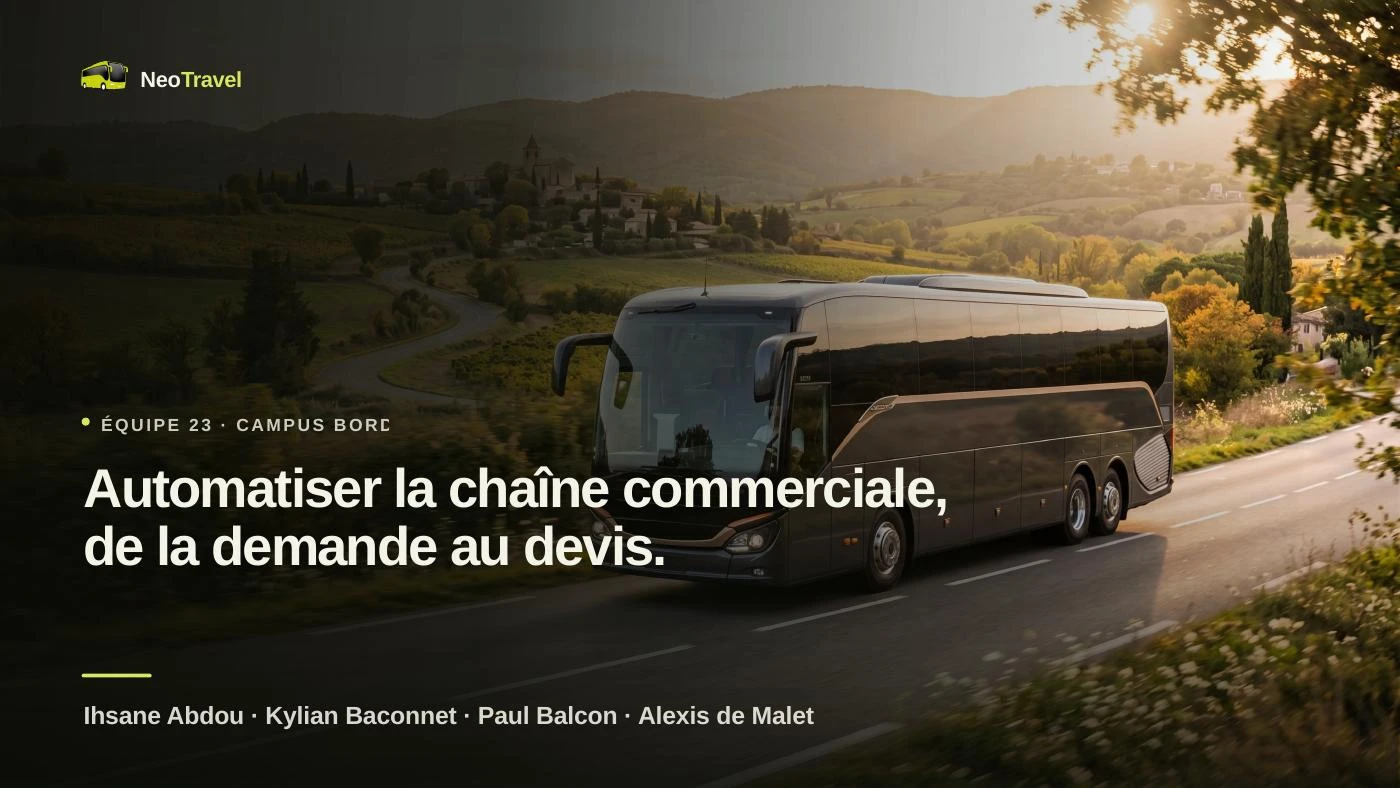 NeoTravel
ÉQUIPE 23 · CAMPUS BORD
Automatiser la chaîne commerciale,
de la demande au devis.
Ihsane Abdou · Kylian Baconnet · Paul Balcon · Alexis de Malet